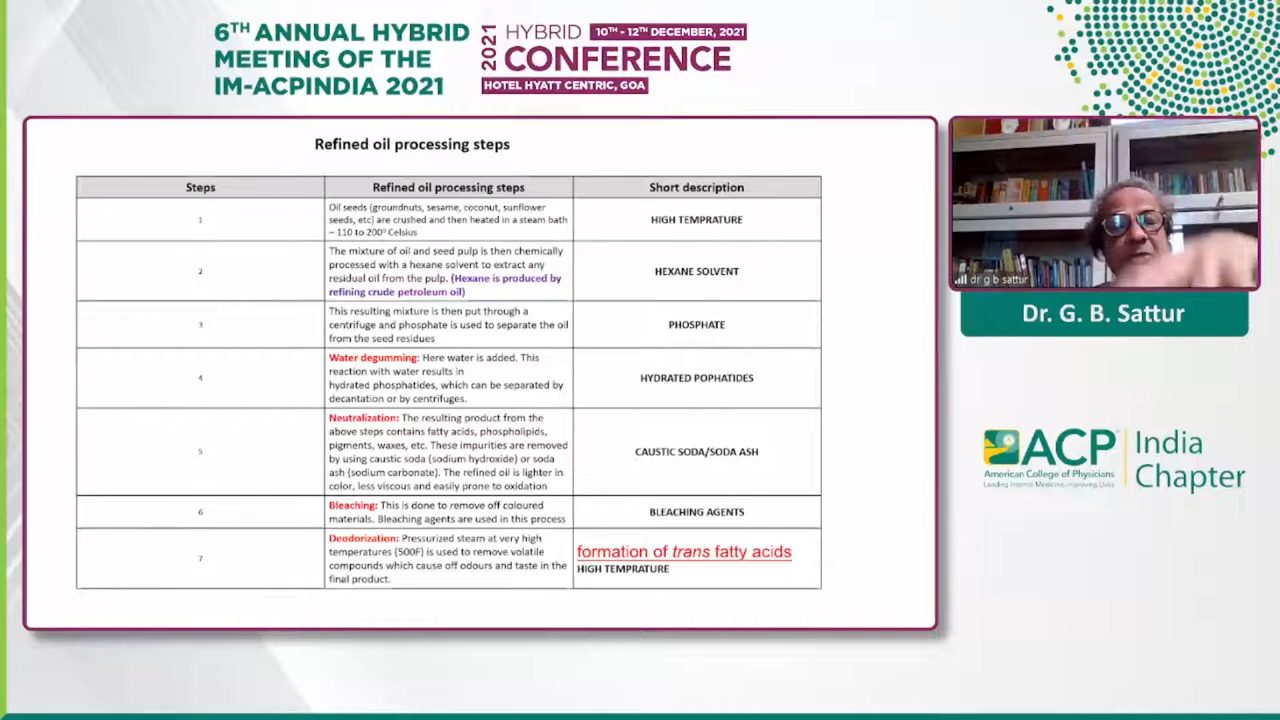 6TH ANNUAL HYBRID
MEETING OF THE
IM-ACPINDIA 2021
2021
HYBRID 10TH - 12TH DECEMBER, 2021
CONFERENCE
HOTEL HYATT CENTRIC, GOA
Refined oil processing steps
Steps Refined oil processing steps Short description
1
Oil seeds (groundnuts, sesame, coconut, sunflower
seeds, etc) are crushed and then heated in a steam bath
– 110 to 200⁰ Celsius
HIGH TEMPRATURE
2
The mixture of oil and seed pulp is then chemically
processed with a hexane solvent to extract any
residual oil from the pulp. (Hexane is produced by
refining crude petroleum oil)
HEXANE SOLVENT
3
This resulting mixture is then put through a
centrifuge and phosphate is used to separate the oil
from the seed residues
PHOSPHATE
4
Water degumming: Here water is added. This
reaction with water results in
hydrated phosphatides, which can be separated by
decantation or by centrifuges.
HYDRATED POPHATIDES
5
Neutralization: The resulting product from the
above steps contains fatty acids, phospholipids,
pigments, waxes, etc. These impurities are removed
by using caustic soda (sodium hydroxide) or soda
ash (sodium carbonate). The refined oil is lighter in
color, less viscous and easily prone to oxidation
CAUSTIC SODA/SODA ASH
6
Bleaching: This is done to remove off coloured
materials. Bleaching agents are used in this process
BLEACHING AGENTS
7
Deodorization: Pressurized steam at very high
temperatures (500F) is used to remove volatile
compounds which cause off odours and taste in the
final product.
formation of trans fatty acids
HIGH TEMPRATURE
dr g b sattur
Dr. G. B. Sattur
ACP
American College of Physicians
Leading Internal Medicine, Improving Lives
India
Chapter